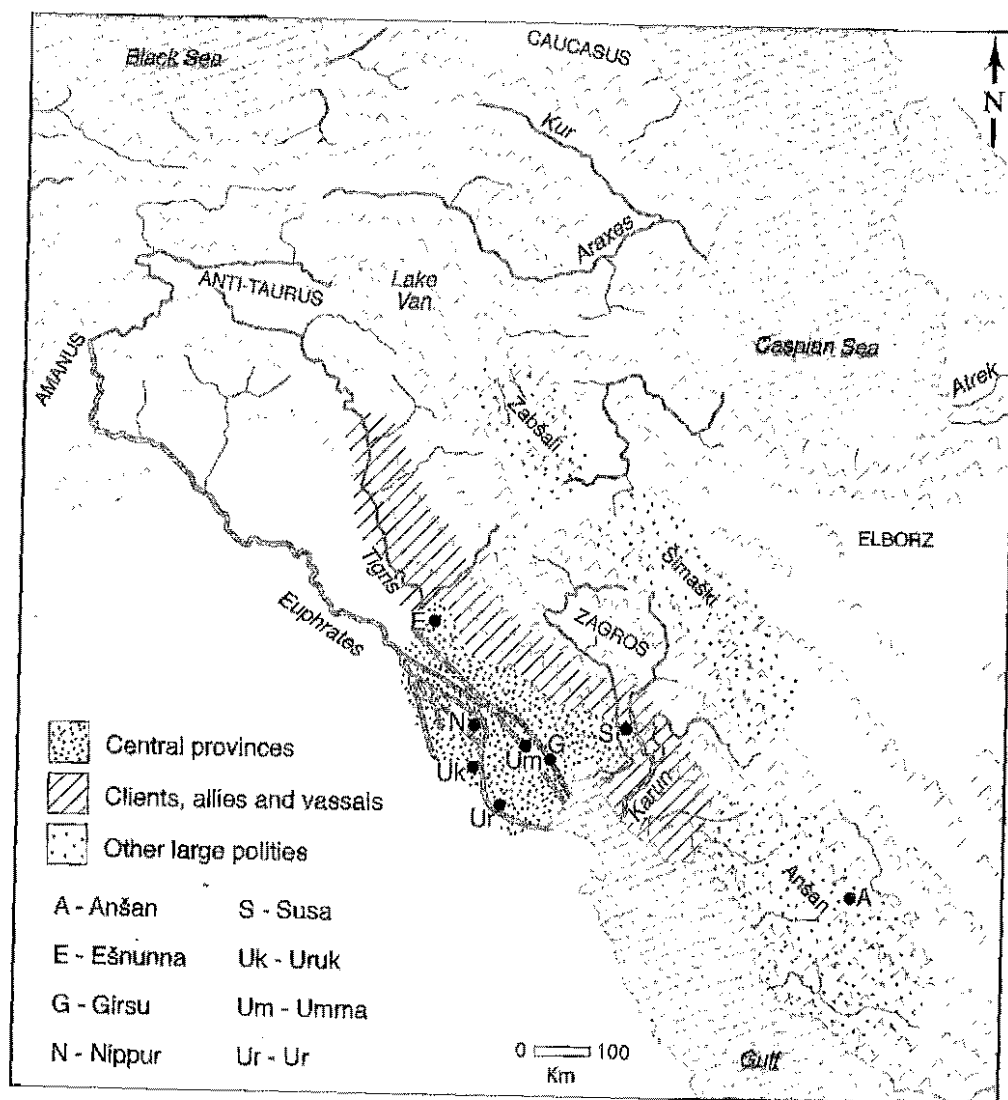 Black Sea
CAUCASUS
N
Kur
Araxes
ANTI-TAURUS
Lake
Van
AMANUS
Caspian Sea
Atrek
Zabšali
ELBORZ
Šimaški
Tigris
Euphrates
E
ZAGROS
N
S
Um
G
Uk
Karun
Ur
Anšan
A
Central provinces
Clients, allies and vassals
Other large polities
A - Anšan
S - Susa
E - Ešnunna
Uk - Uruk
G - Girsu
Um - Umma
N - Nippur
Ur - Ur
0 100
Km
Gulf